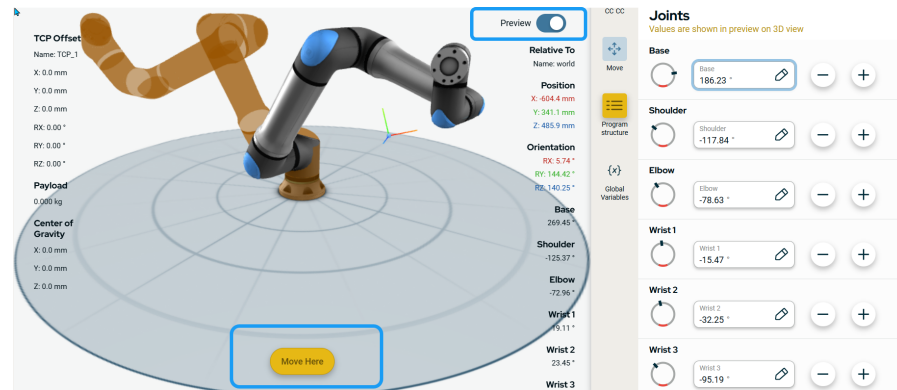 TCP Offset
Name: TCP_1
X: 0.0 mm
Y: 0.0 mm
Z: 0.0 mm
RX: 0.00 °
RY: 0.00 °
RZ: 0.00 °
Payload
0.000 kg
Center of
Gravity
X: 0.0 mm
Y: 0.0 mm
Z: 0.0 mm
Move Here
Preview
Relative To
Name: world
Position
X: -604.4 mm
Y: 341.1 mm
Z: 485.9 mm
Orientation
RX: 5.74 °
RY: 144.42 °
RZ: 140.25 °
Base
269.45 °
Shoulder
-125.37 °
Elbow
-72.96 °
Wrist 1
19.11 °
Wrist 2
23.45 °
Wrist 3
CC CC
Move
Program
structure
{x}
Global
Variables
Joints
Values are shown in preview on 3D view
Base
Base
186.23 °
Shoulder
Shoulder
-117.84 °
Elbow
Elbow
-78.63 °
Wrist 1
Wrist 1
-15.47 °
Wrist 2
Wrist 2
-32.25 °
Wrist 3
Wrist 3
-95.19 °